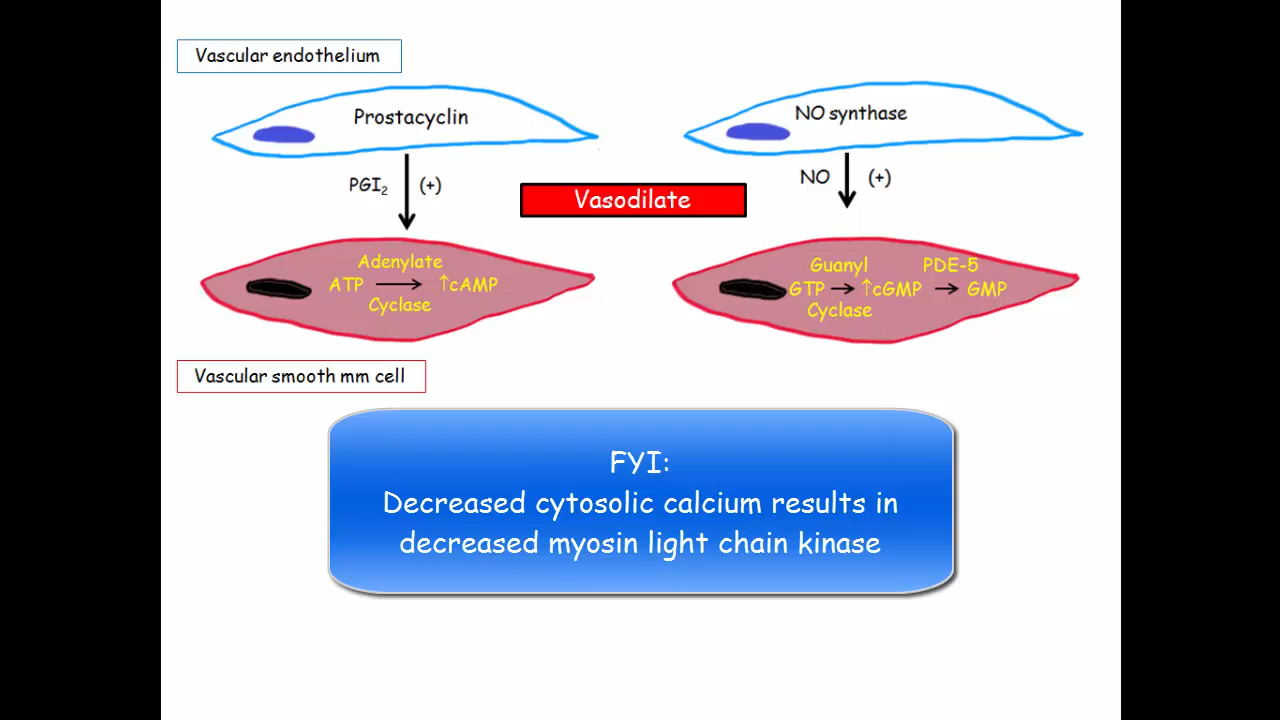 Vascular endothelium
Prostacyclin
NO synthase
PGI₂ (+)
NO (+)
Vasodilate
Adenylate
ATP → ↑cAMP
Cyclase
Guanyl PDE-5
GTP → ↑cGMP → GMP
Cyclase
Vascular smooth mm cell
FYI:
Decreased cytosolic calcium results in
decreased myosin light chain kinase